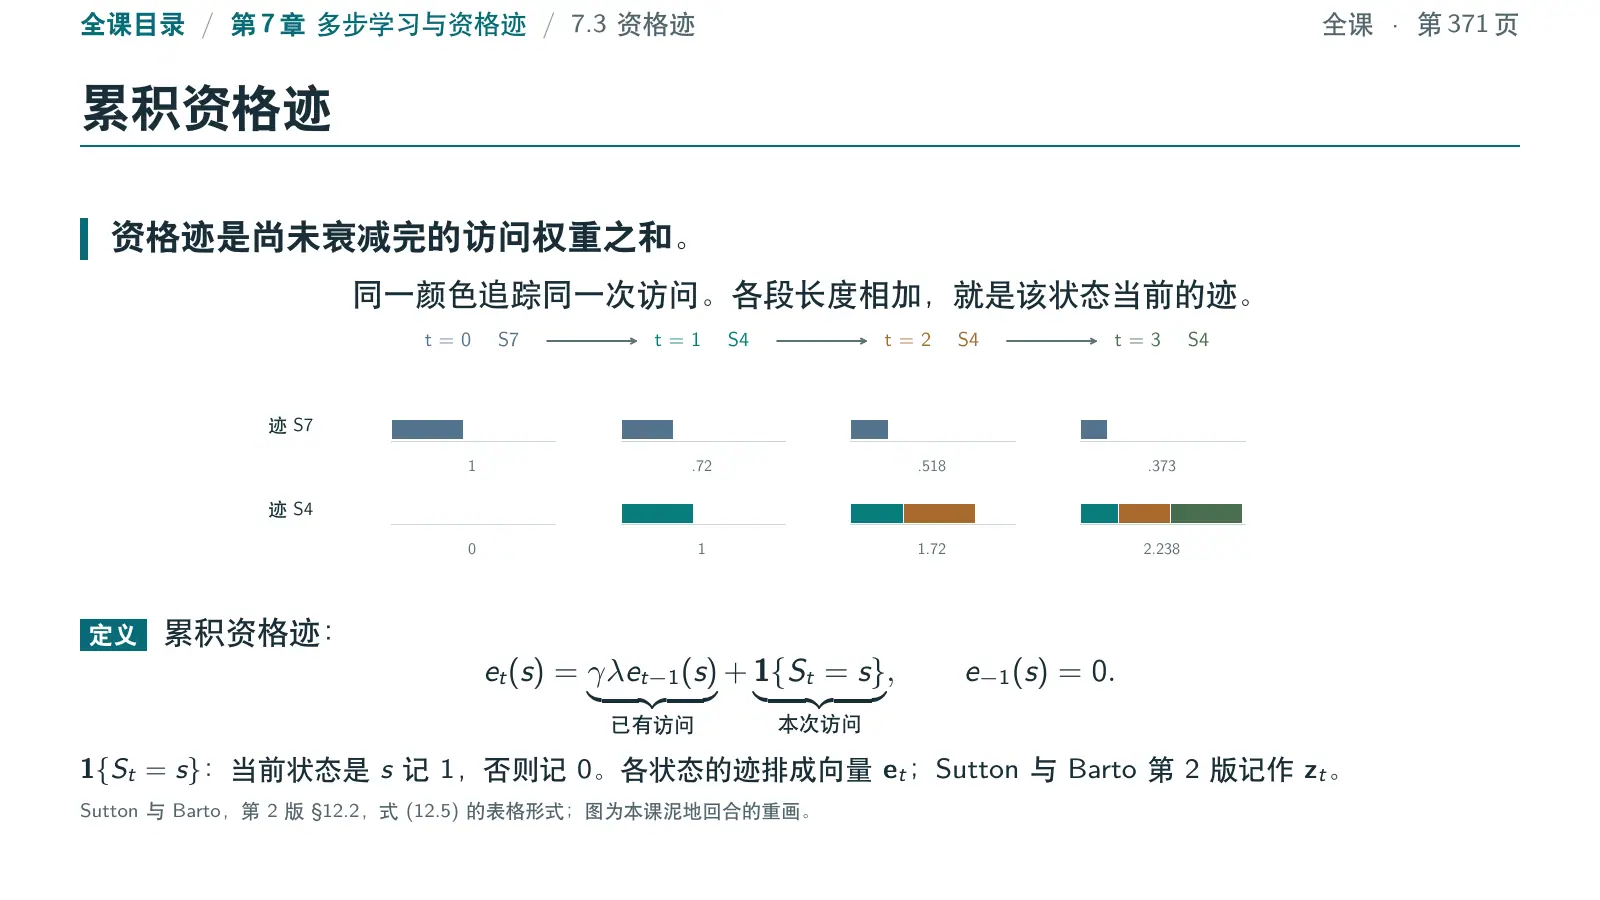 全课目录 / 第 7 章 多步学习与资格迹 / 7.3 资格迹
全课 · 第 371 页
累积资格迹
资格迹是尚未衰减完的访问权重之和。
同一颜色追踪同一次访问。各段长度相加，就是该状态当前的迹。
t = 0 S7 → t = 1 S4 → t = 2 S4 → t = 3 S4
迹 S7
1 .72 .518 .373
迹 S4
0 1 1.72 2.238
定义 累积资格迹：
e_t(s) = γλe_{t−1}(s) + 1{S_t = s}, e_{−1}(s) = 0.
已有访问 本次访问
1{S_t = s}：当前状态是 s 记 1，否则记 0。各状态的迹排成向量 e_t；Sutton 与 Barto 第 2 版记作 z_t。
Sutton 与 Barto，第 2 版 §12.2，式 (12.5) 的表格形式；图为本课泥地回合的重画。